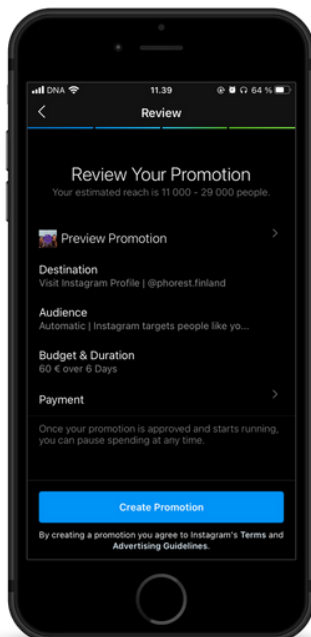 DNA 11.39 64 %
Review
Review Your Promotion
Your estimated reach is 11 000 - 29 000 people.
Preview Promotion
Destination
Visit Instagram Profile | @phorest.finland
Audience
Automatic | Instagram targets people like yo...
Budget & Duration
60 € over 6 Days
Payment
Once your promotion is approved and starts running,
you can pause spending at any time.
Create Promotion
By creating a promotion you agree to Instagram's Terms and
Advertising Guidelines.